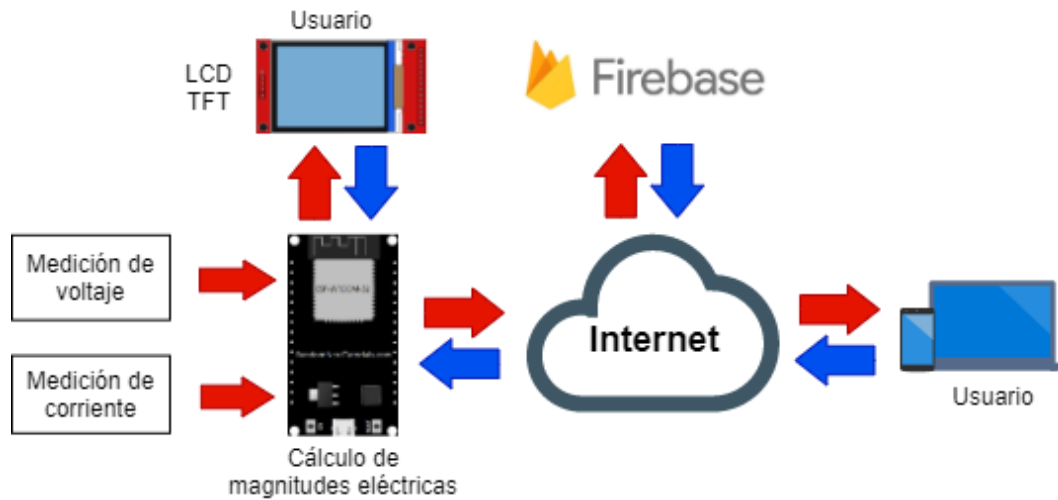 Usuario
LCD
TFT
Firebase
Medición de
voltaje
Medición de
corriente
Internet
Usuario
Cálculo de
magnitudes eléctricas